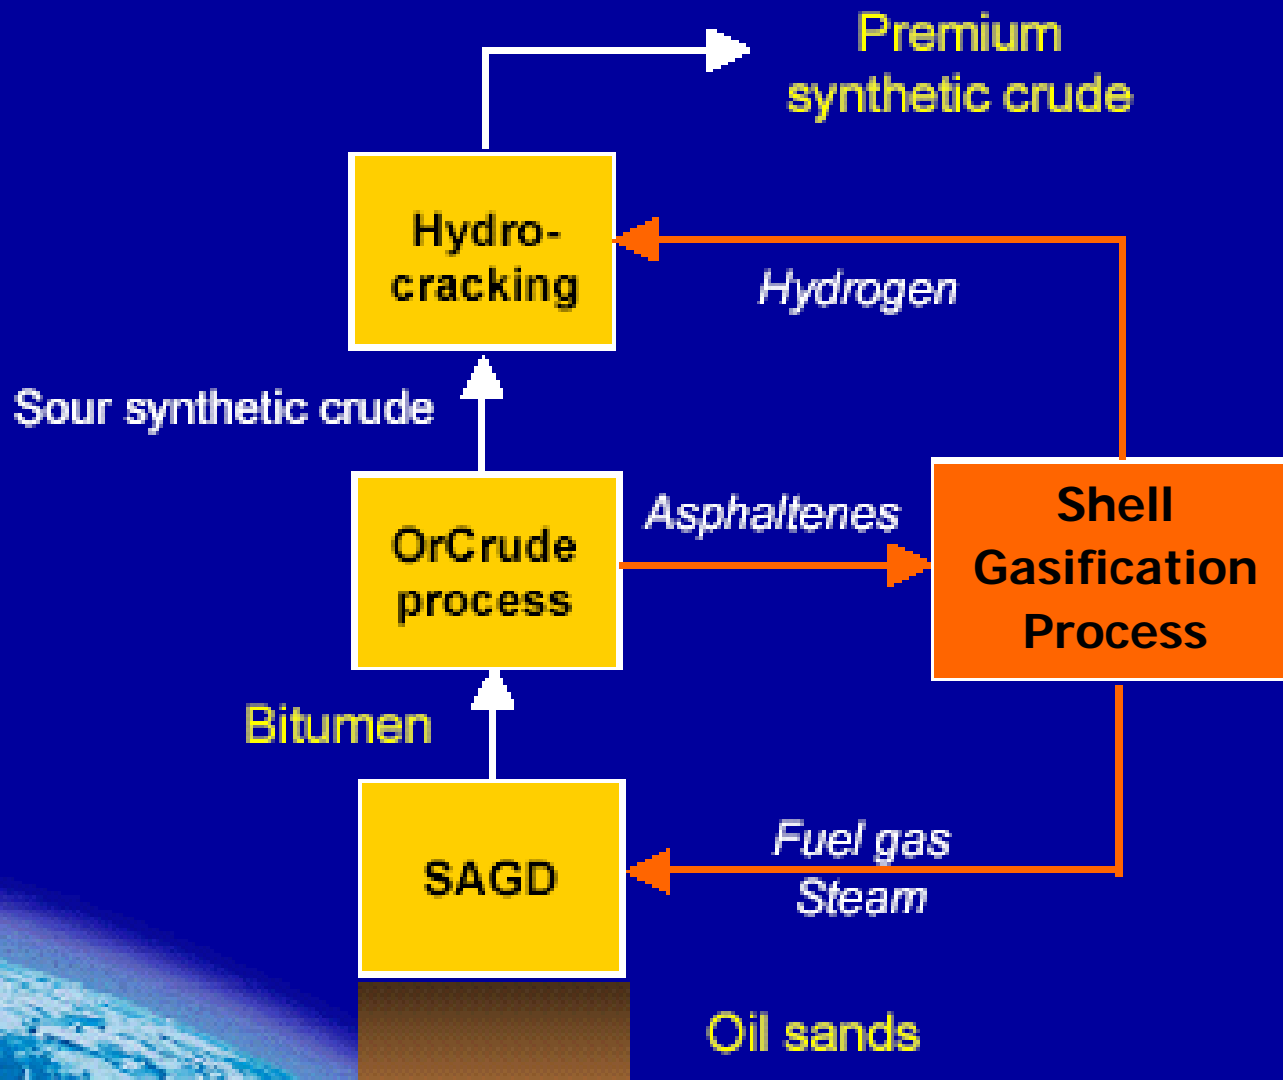 Premium
synthetic crude
Hydro-
cracking
Hydrogen
Sour synthetic crude
Asphaltenes
Shell
Gasification
Process
OrCrude
process
Bitumen
Fuel gas
Steam
SAGD
Oil sands